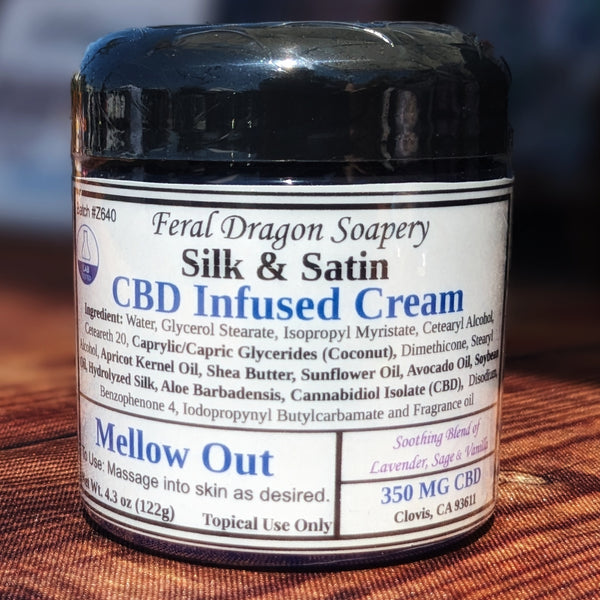 Batch #Z640
Feral Dragon Soapery
LAB
Silk & Satin
CBD Infused Cream
Ingredient: Water, Glycerol Stearate, Isopropyl Myristate, Cetearyl Alcohol,
Ceteareth 20, Caprylic/Capric Glycerides (Coconut), Dimethicone, Stearyl
Alcohol, Apricot Kernel Oil, Shea Butter, Sunflower Oil, Avocado Oil, Soybean
Oil, Hydrolyzed Silk, Aloe Barbadensis, Cannabidiol Isolate (CBD), Disodium,
Benzophenone 4, Iodopropynyl Butylcarbamate and Fragrance oil
Mellow Out
To Use: Massage into skin as desired.
Wt. 4.3 oz (122g)
Topical Use Only
Soothing Blend of
Lavender, Sage & Vanilla
350 MG CBD
Clovis, CA 93611